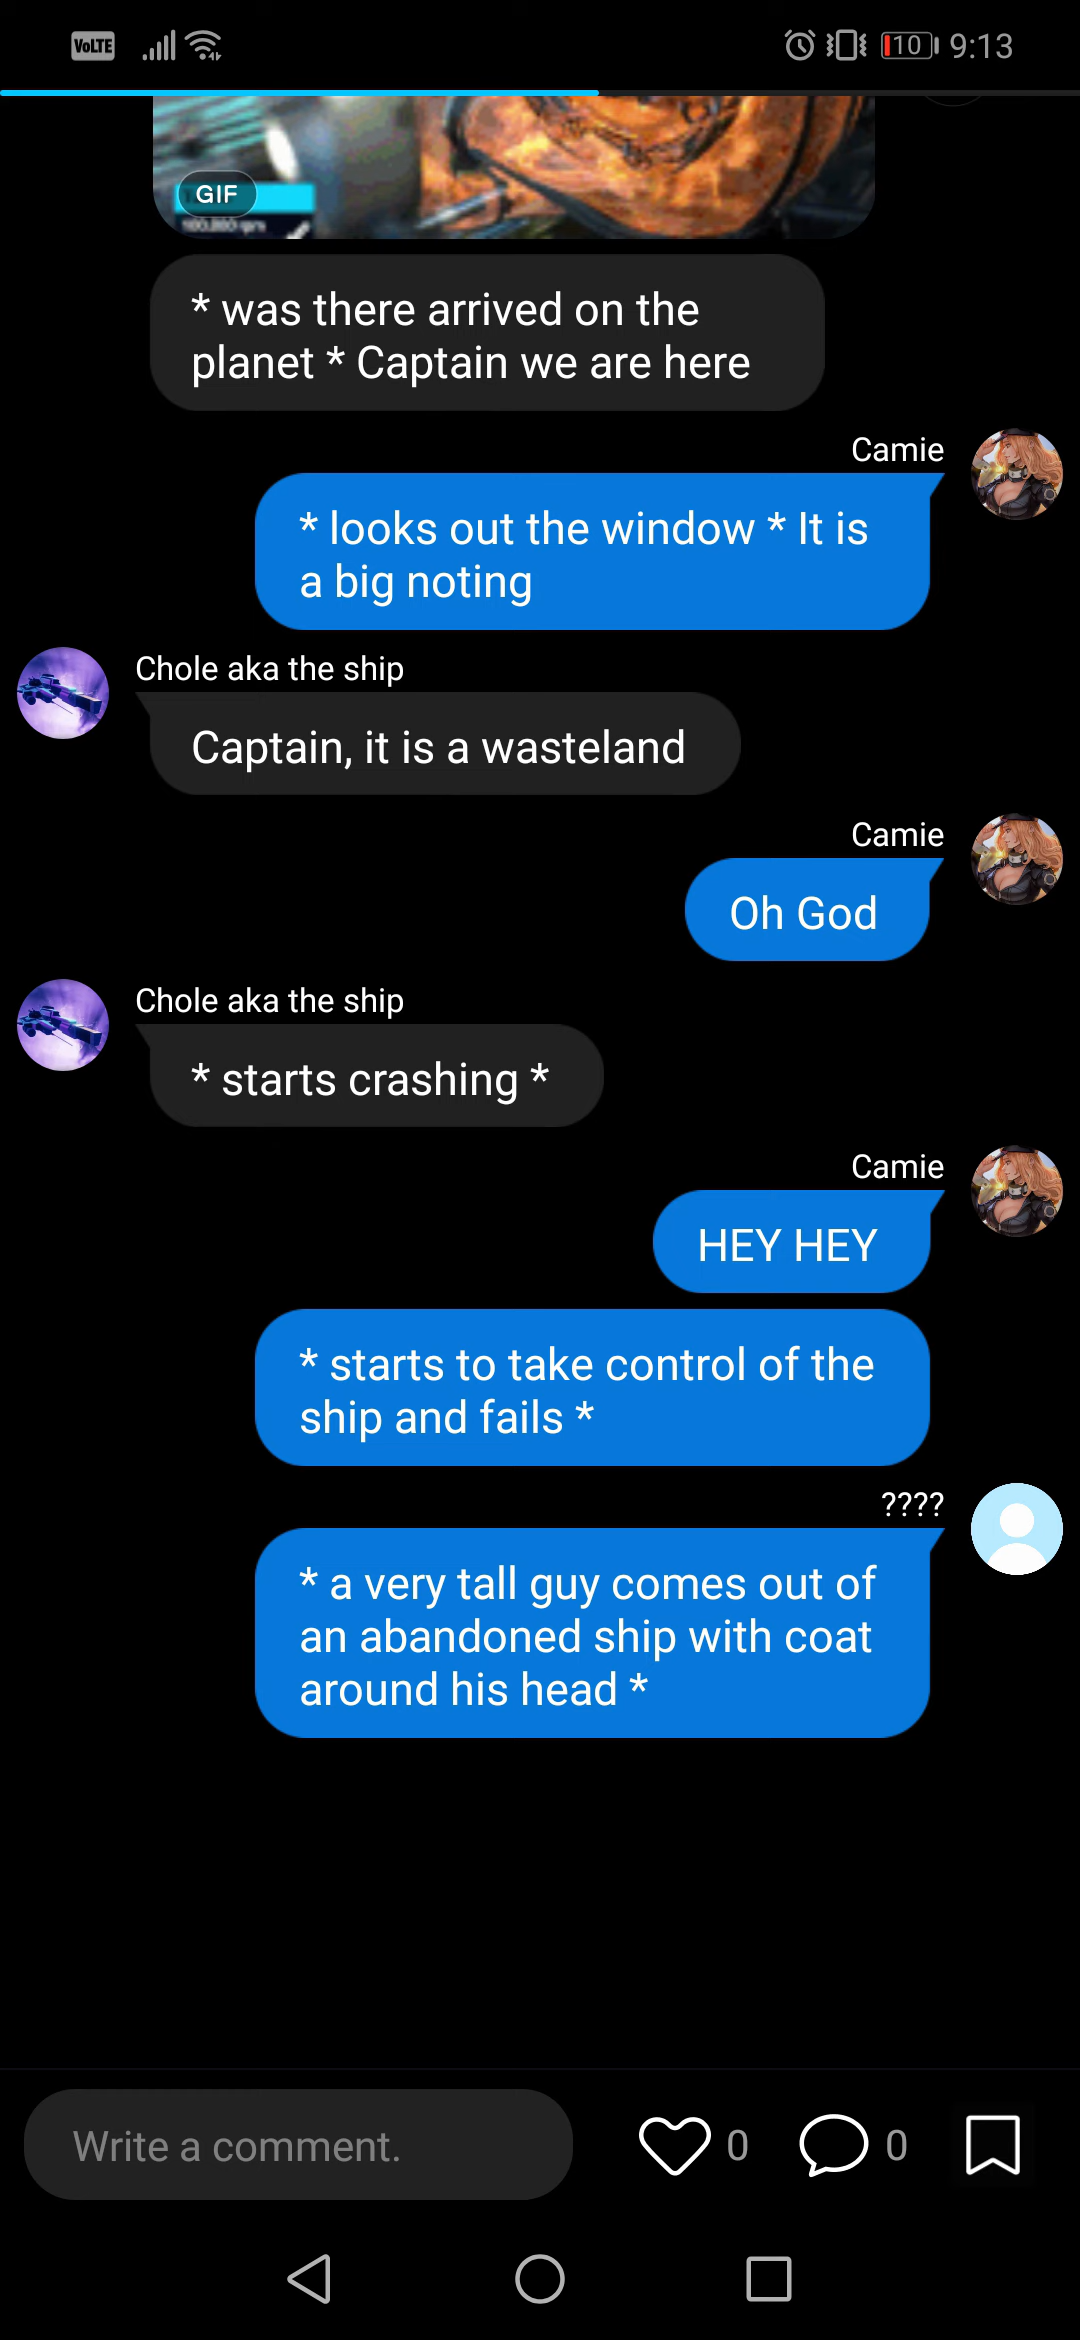 VoLTE 10 9:13
GIF
* was there arrived on the
planet * Captain we are here
Camie
* looks out the window * It is
a big noting
Chole aka the ship
Captain, it is a wasteland
Camie
Oh God
Chole aka the ship
* starts crashing *
Camie
HEY HEY
* starts to take control of the
ship and fails *
????
* a very tall guy comes out of
an abandoned ship with coat
around his head *
Write a comment. 0 0